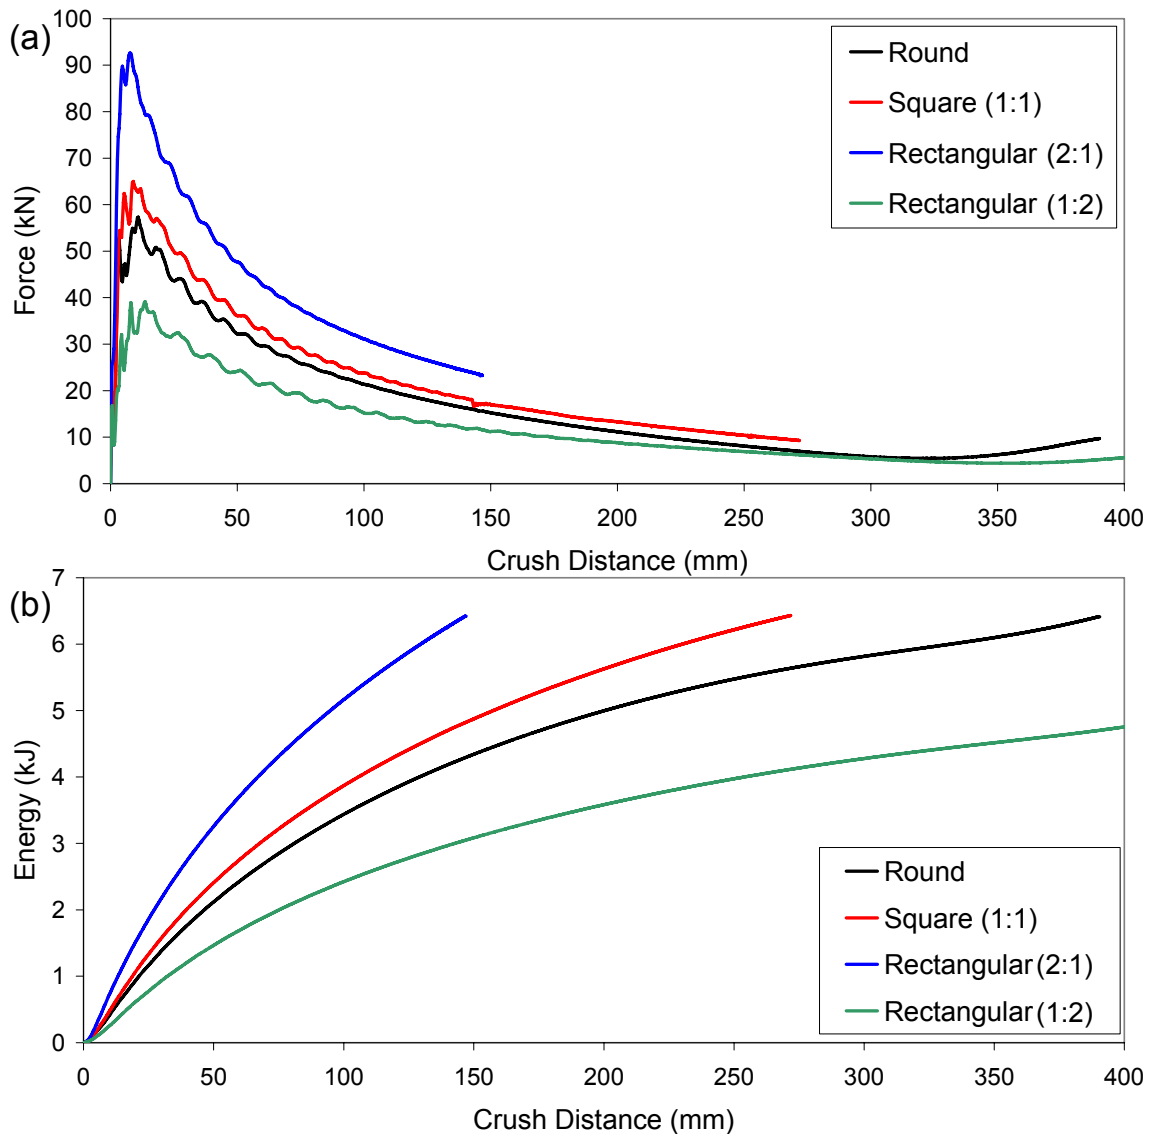 (a)
100
90
80
70
60
50
40
30
20
10
0
Force (kN)
Round
Square (1:1)
Rectangular (2:1)
Rectangular (1:2)
0 50 100 150 200 250 300 350 400
Crush Distance (mm)
(b)
7
6
5
4
3
2
1
0
Energy (kJ)
Round
Square (1:1)
Rectangular (2:1)
Rectangular (1:2)
0 50 100 150 200 250 300 350 400
Crush Distance (mm)